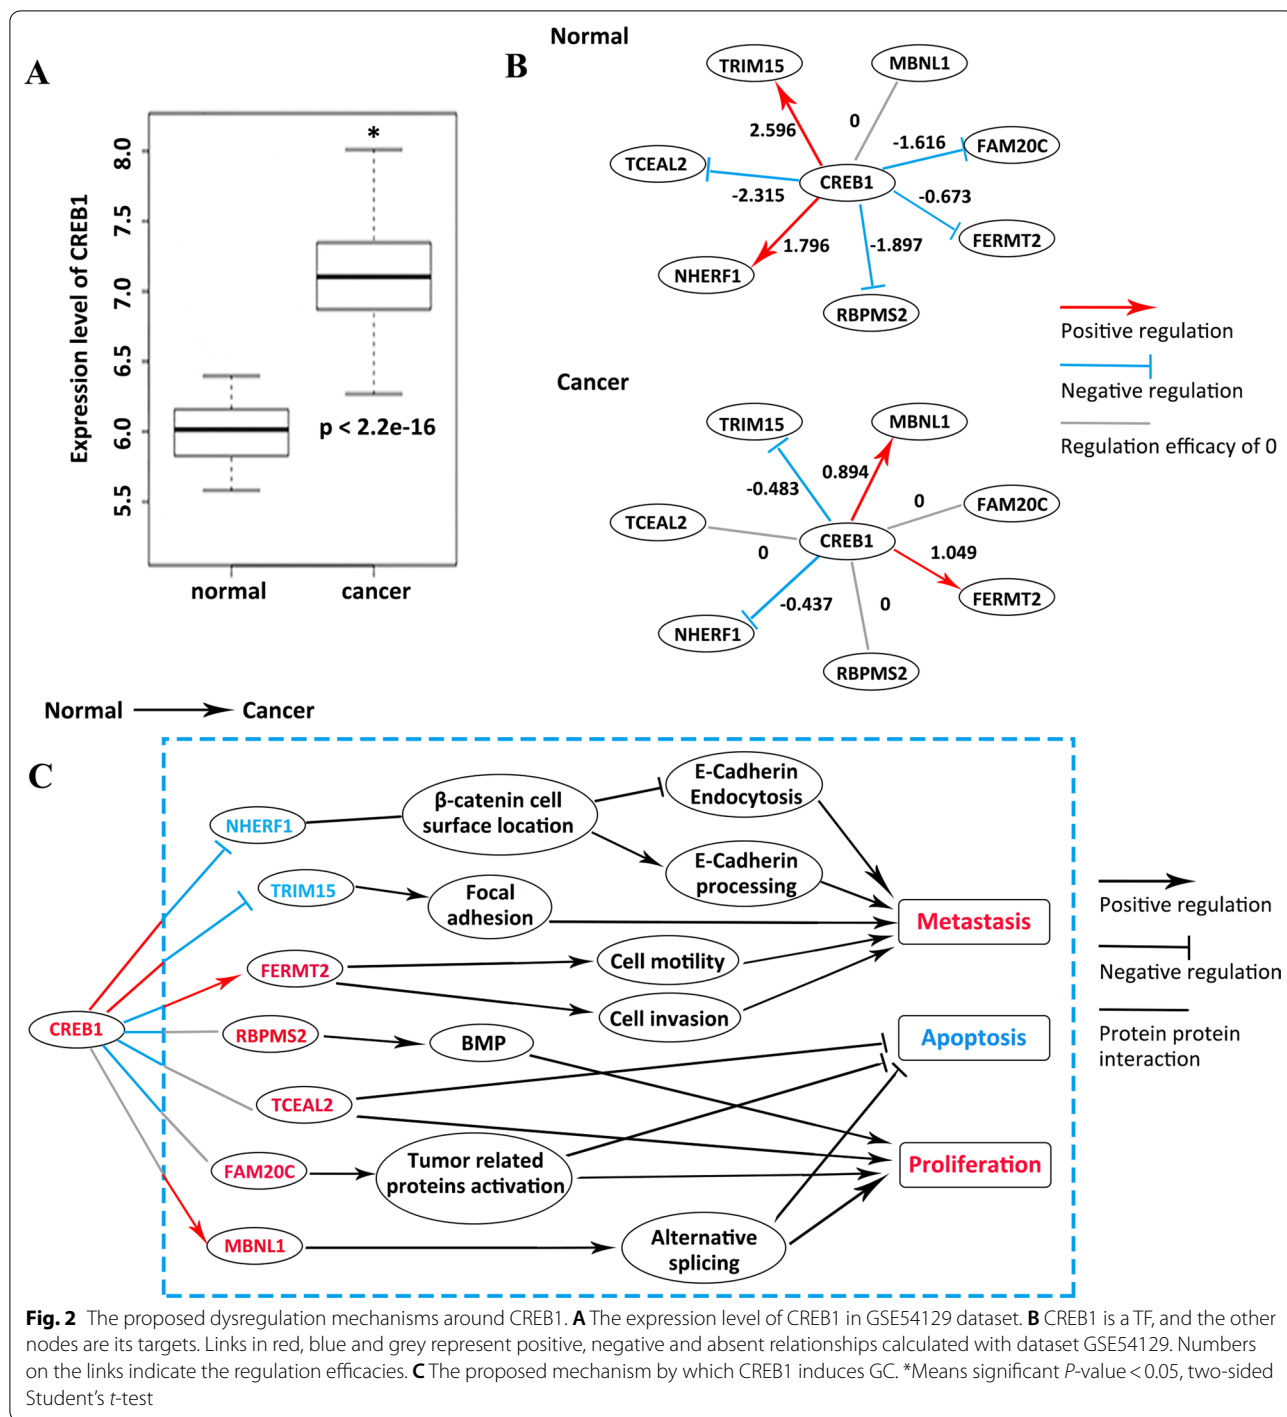 A
Expression level of CREB1
8.0
7.5
7.0
6.5
6.0
5.5
*
p < 2.2e-16
normal
cancer
B
Normal
TRIM15
MBNL1
FAM20C
TCEAL2
CREB1
FERMT2
NHERF1
RBPMS2
2.596
0
-1.616
-2.315
-0.673
1.796
-1.897
Positive regulation
Negative regulation
Regulation efficacy of 0
Cancer
TRIM15
MBNL1
FAM20C
TCEAL2
CREB1
FERMT2
NHERF1
RBPMS2
-0.483
0.894
0
0
1.049
-0.437
0
Normal
Cancer
C
CREB1
NHERF1
TRIM15
FERMT2
RBPMS2
TCEAL2
FAM20C
MBNL1
β-catenin cell
surface location
Focal
adhesion
BMP
Tumor related
proteins activation
E-Cadherin
Endocytosis
E-Cadherin
processing
Cell motility
Cell invasion
Alternative
splicing
Metastasis
Apoptosis
Proliferation
Positive regulation
Negative regulation
Protein protein
interaction
Fig. 2 The proposed dysregulation mechanisms around CREB1. A The expression level of CREB1 in GSE54129 dataset. B CREB1 is a TF, and the other
nodes are its targets. Links in red, blue and grey represent positive, negative and absent relationships calculated with dataset GSE54129. Numbers
on the links indicate the regulation efficacies. C The proposed mechanism by which CREB1 induces GC. *Means significant P-value < 0.05, two-sided
Student's t-test